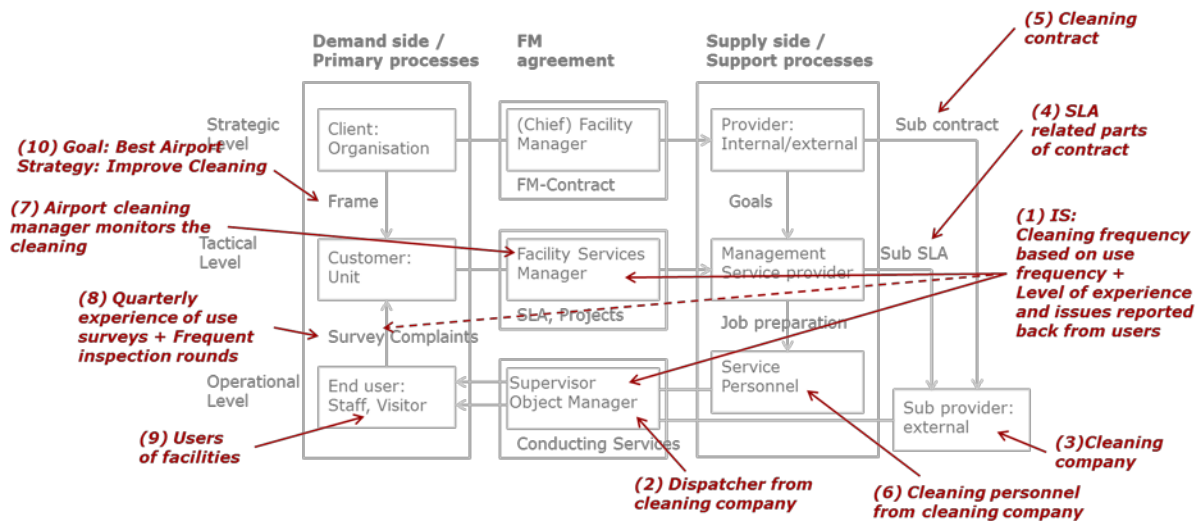 (5) Cleaning
contract
Demand side /
Primary processes
FM
agreement
Supply side /
Support processes
(4) SLA
related parts
of contract
Strategic
Level
Client:
Organisation
(Chief) Facility
Manager
Provider:
Internal/external
Sub contract
(10) Goal: Best Airport
Strategy: Improve Cleaning
FM-Contract
Frame
Goals
(7) Airport cleaning
manager monitors the
cleaning
(1) IS:
Cleaning frequency
based on use
frequency +
Level of experience
and issues reported
back from users
Tactical
Level
Customer:
Unit
Facility Services
Manager
Management
Service provider
Sub SLA
(8) Quarterly
experience of use
surveys + Frequent
inspection rounds
SLA, Projects
Survey Complaints
Job preparation
Operational
Level
End user:
Staff, Visitor
Supervisor
Object Manager
Service
Personnel
Sub provider:
external
(9) Users
of facilities
Conducting Services
(3)Cleaning
company
(2) Dispatcher from
cleaning company
(6) Cleaning personnel
from cleaning company